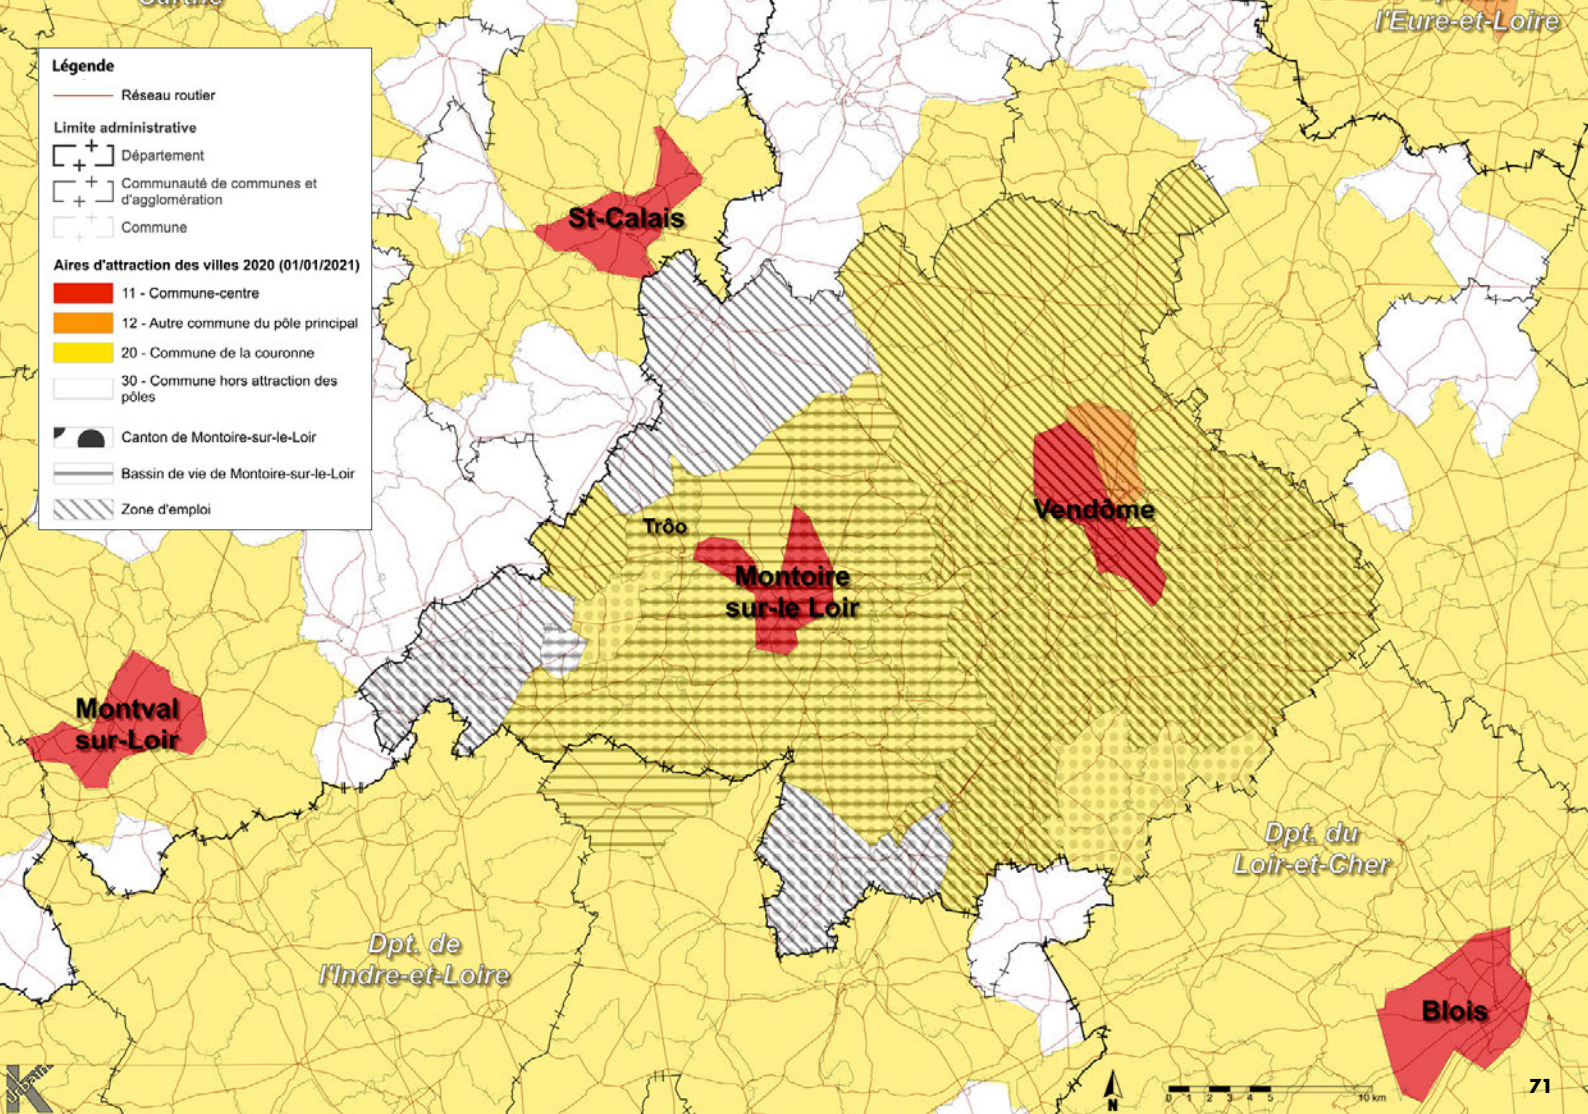 l'Eure-et-Loire
Légende
Réseau routier
Limite administrative
Département
Communauté de communes et
d'agglomération
Commune
Aires d'attraction des villes 2020 (01/01/2021)
11 - Commune-centre
12 - Autre commune du pôle principal
20 - Commune de la couronne
30 - Commune hors attraction des
pôles
Canton de Montoire-sur-le-Loir
Bassin de vie de Montoire-sur-le-Loir
Zone d'emploi
St-Calais
Vendôme
Trôo
Montoire
sur-le Loir
Montval
sur-Loir
Dpt. du
Loir-et-Cher
Dpt. de
l'Indre-et-Loire
Blois
N
0 1 2 3 4 5 10 km
71